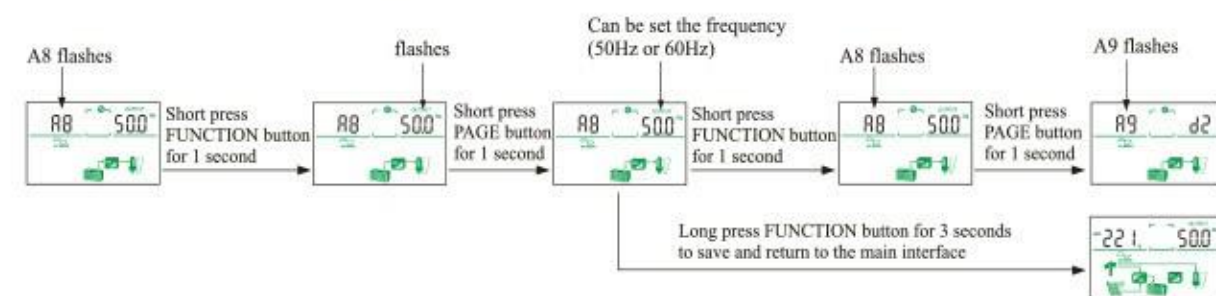 Can be set the frequency
(50Hz or 60Hz)
A8 flashes
flashes
A8 flashes
A9 flashes
A8 50.0
Short press
FUNCTION button
for 1 second
A8 50.0
Short press
PAGE button
for 1 second
A8 50.0
Short press
FUNCTION button
for 1 second
A8 50.0
Short press
PAGE button
for 1 second
A9 d2
Long press FUNCTION button for 3 seconds
to save and return to the main interface
-221. 50.0